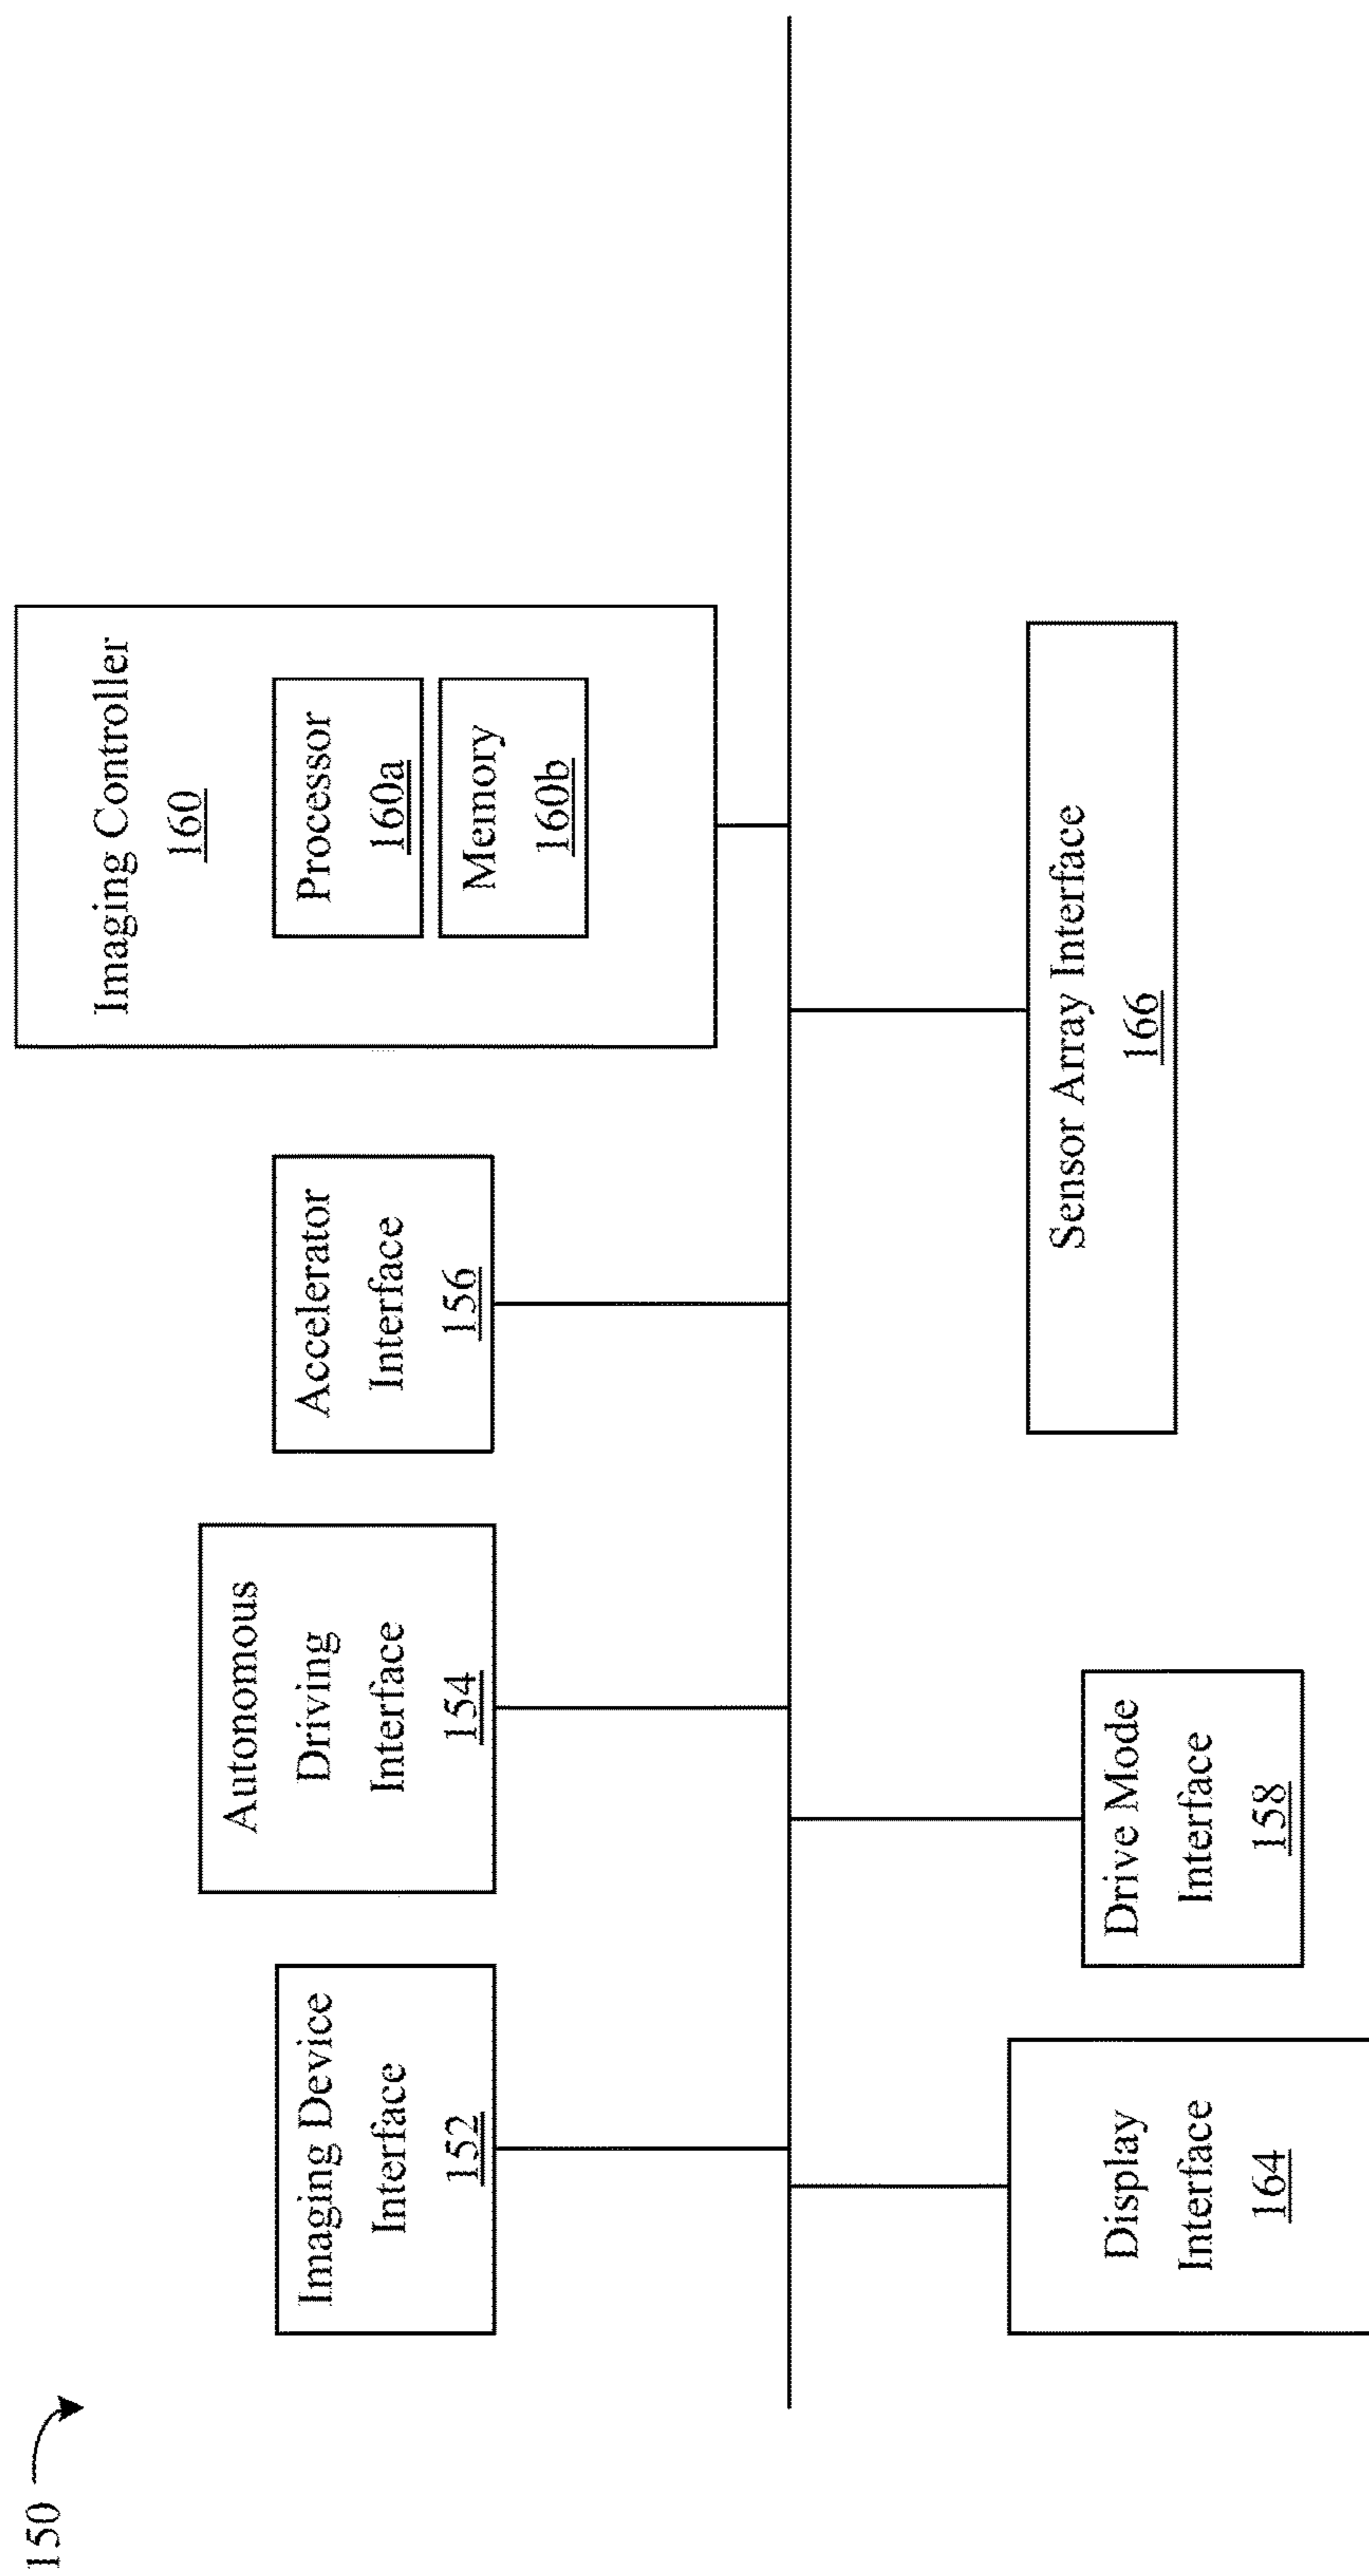 150
Imaging Device
Interface
152
Autonomous
Driving
Interface
154
Accelerator
Interface
156
Imaging Controller
160
Processor
160a
Memory
160b
Display
Interface
164
Drive Mode
Interface
158
Sensor Array Interface
166